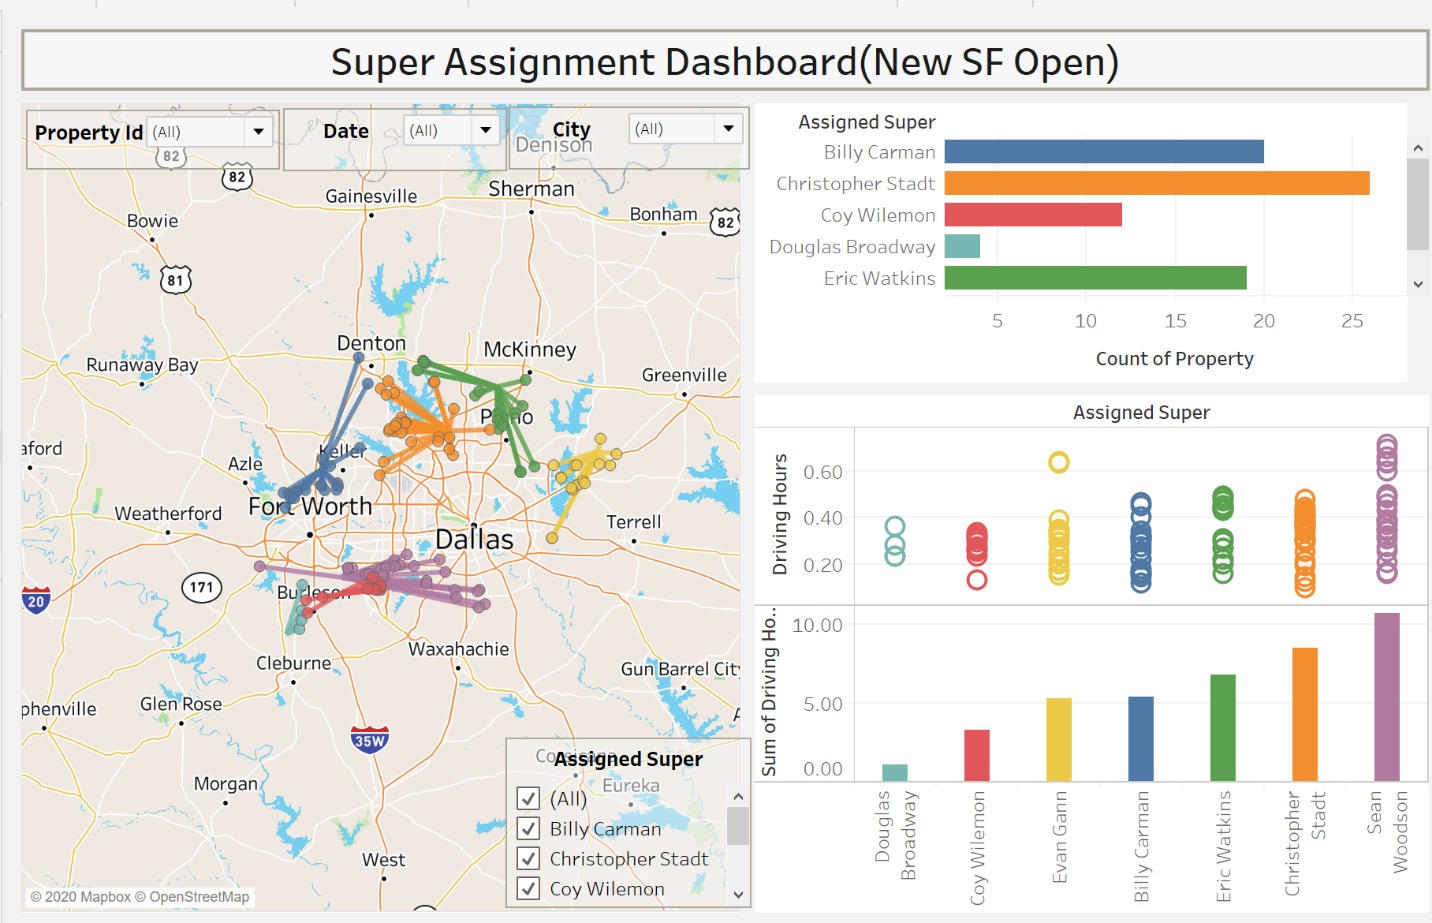 Super Assignment Dashboard(New SF Open)
Property Id (All)
Date (All)
City (All)
Denison
82
82
Gainesville
Sherman
Bonham
82
Bowie
81
Denton
McKinney
Runaway Bay
Greenville
Plano
aford
Keller
Azle
Fort Worth
Weatherford
Terrell
Dallas
171
20
Burleson
Waxahachie
Cleburne
Gun Barrel City
Glen Rose
phenville
35W
Morgan
Corsicana
Eureka
West
Assigned Super
(All)
Billy Carman
Christopher Stadt
Coy Wilemon
© 2020 Mapbox © OpenStreetMap
Assigned Super
Billy Carman
Christopher Stadt
Coy Wilemon
Douglas Broadway
Eric Watkins
5 10 15 20 25
Count of Property
Assigned Super
Driving Hours
0.60
0.40
0.20
Sum of Driving Ho..
10.00
5.00
0.00
Douglas
Broadway
Coy Wilemon
Evan Gann
Billy Carman
Eric Watkins
Christopher
Stadt
Sean
Woodson